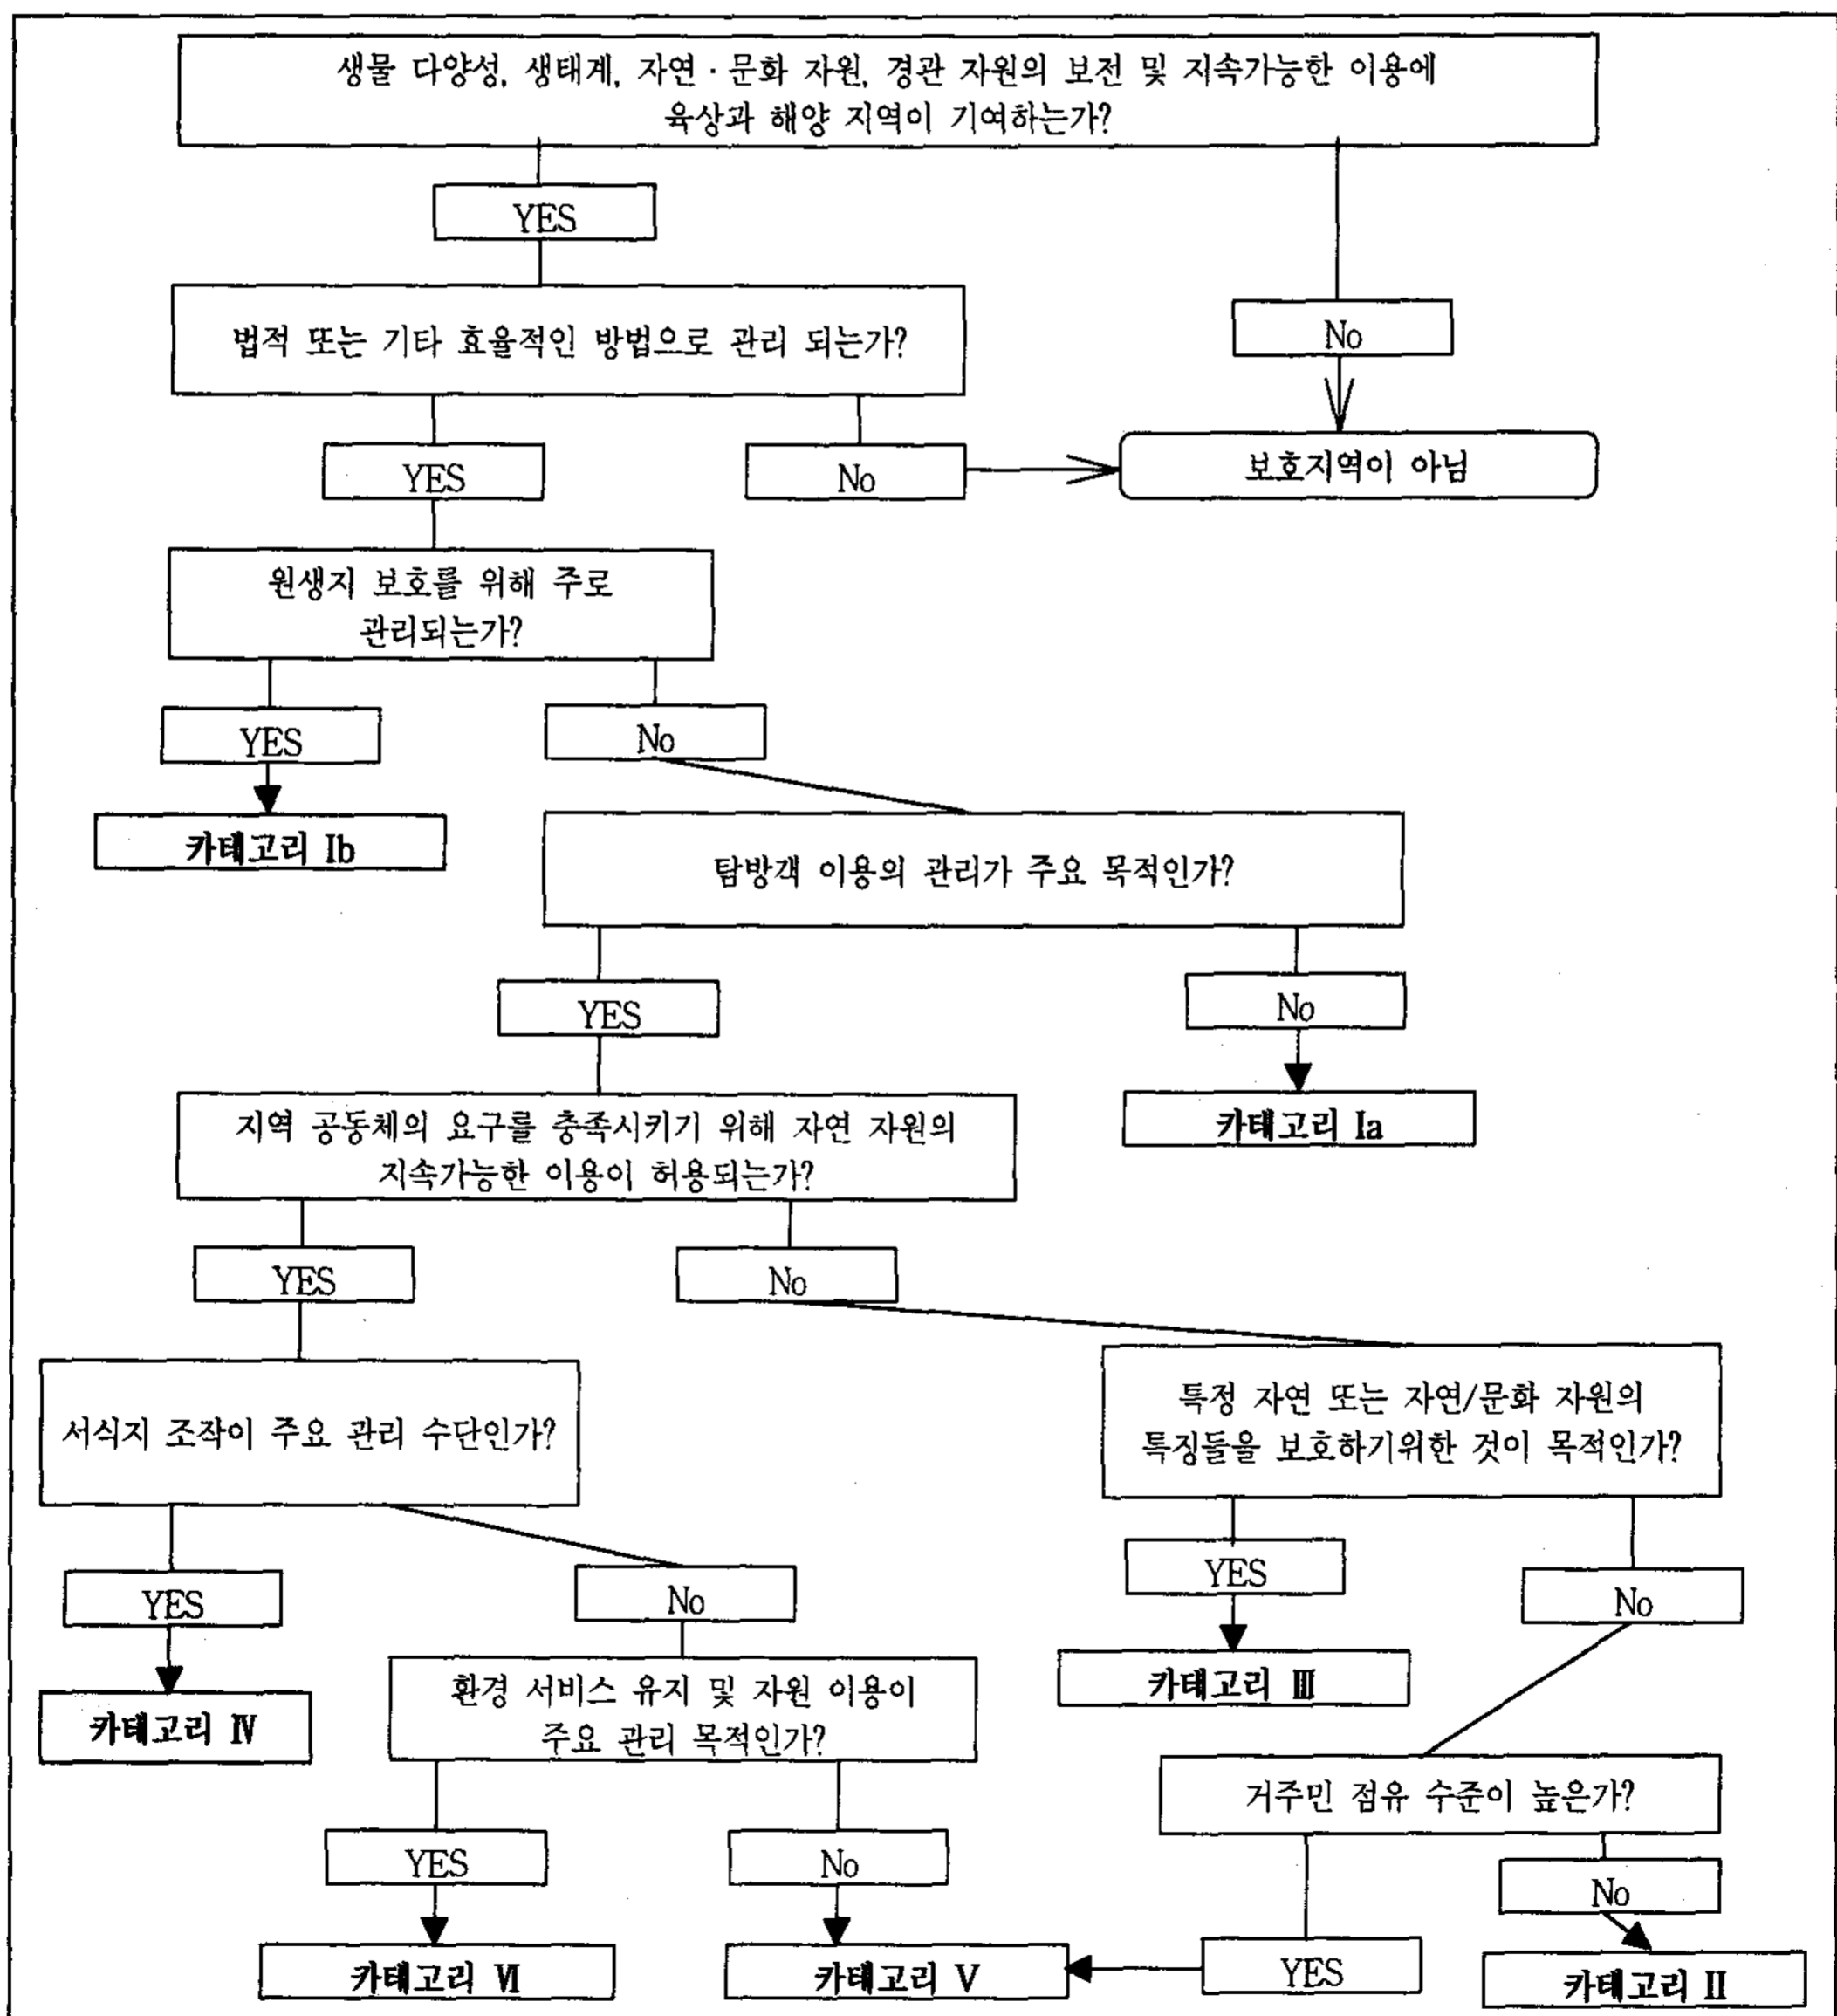 생물 다양성, 생태계, 자연 · 문화 자원, 경관 자원의 보전 및 지속가능한 이용에
육상과 해양 지역이 기여하는가?
YES
No
법적 또는 기타 효율적인 방법으로 관리 되는가?
YES
No
보호지역이 아님
원생지 보호를 위해 주로
관리되는가?
YES
No
카테고리 Ib
탐방객 이용의 관리가 주요 목적인가?
YES
No
카테고리 Ia
지역 공동체의 요구를 충족시키기 위해 자연 자원의
지속가능한 이용이 허용되는가?
YES
No
서식지 조작이 주요 관리 수단인가?
특정 자연 또는 자연/문화 자원의
특징들을 보호하기위한 것이 목적인가?
YES
No
YES
No
카테고리 Ⅳ
환경 서비스 유지 및 자원 이용이
주요 관리 목적인가?
카테고리 Ⅲ
거주민 점유 수준이 높은가?
YES
No
YES
No
카테고리 Ⅵ
카테고리 V
카테고리 II